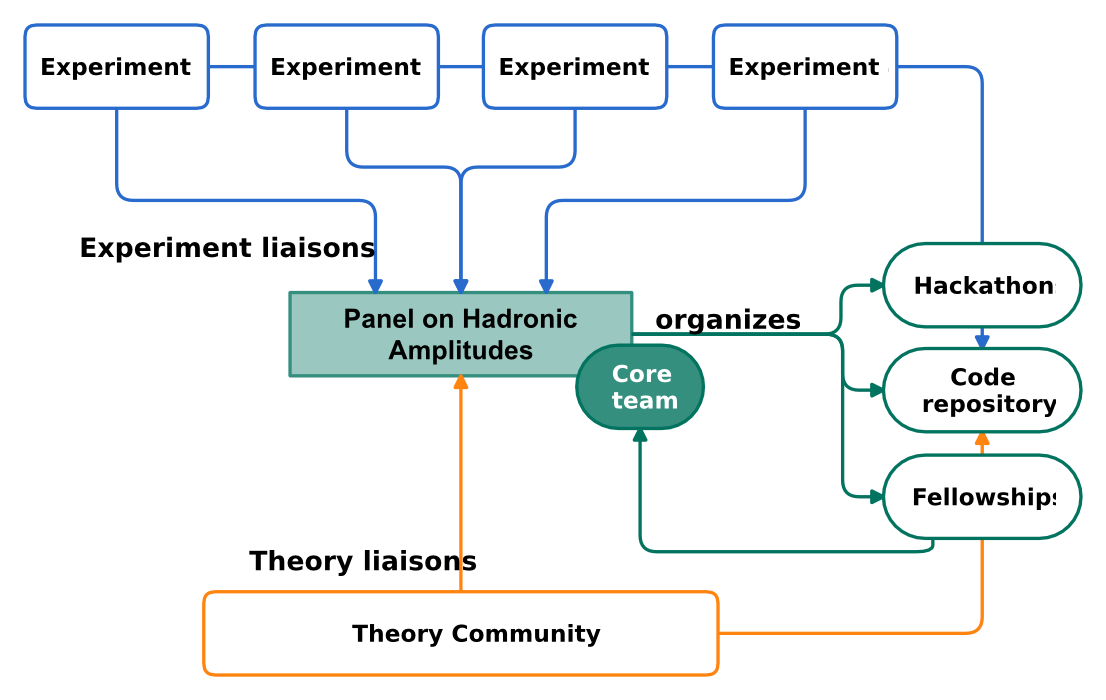 Experiment
Experiment
Experiment
Experiment
Experiment liaisons
Panel on Hadronic
Amplitudes
organizes
Core
team
Hackathon
Code
repository
Fellowships
Theory liaisons
Theory Community